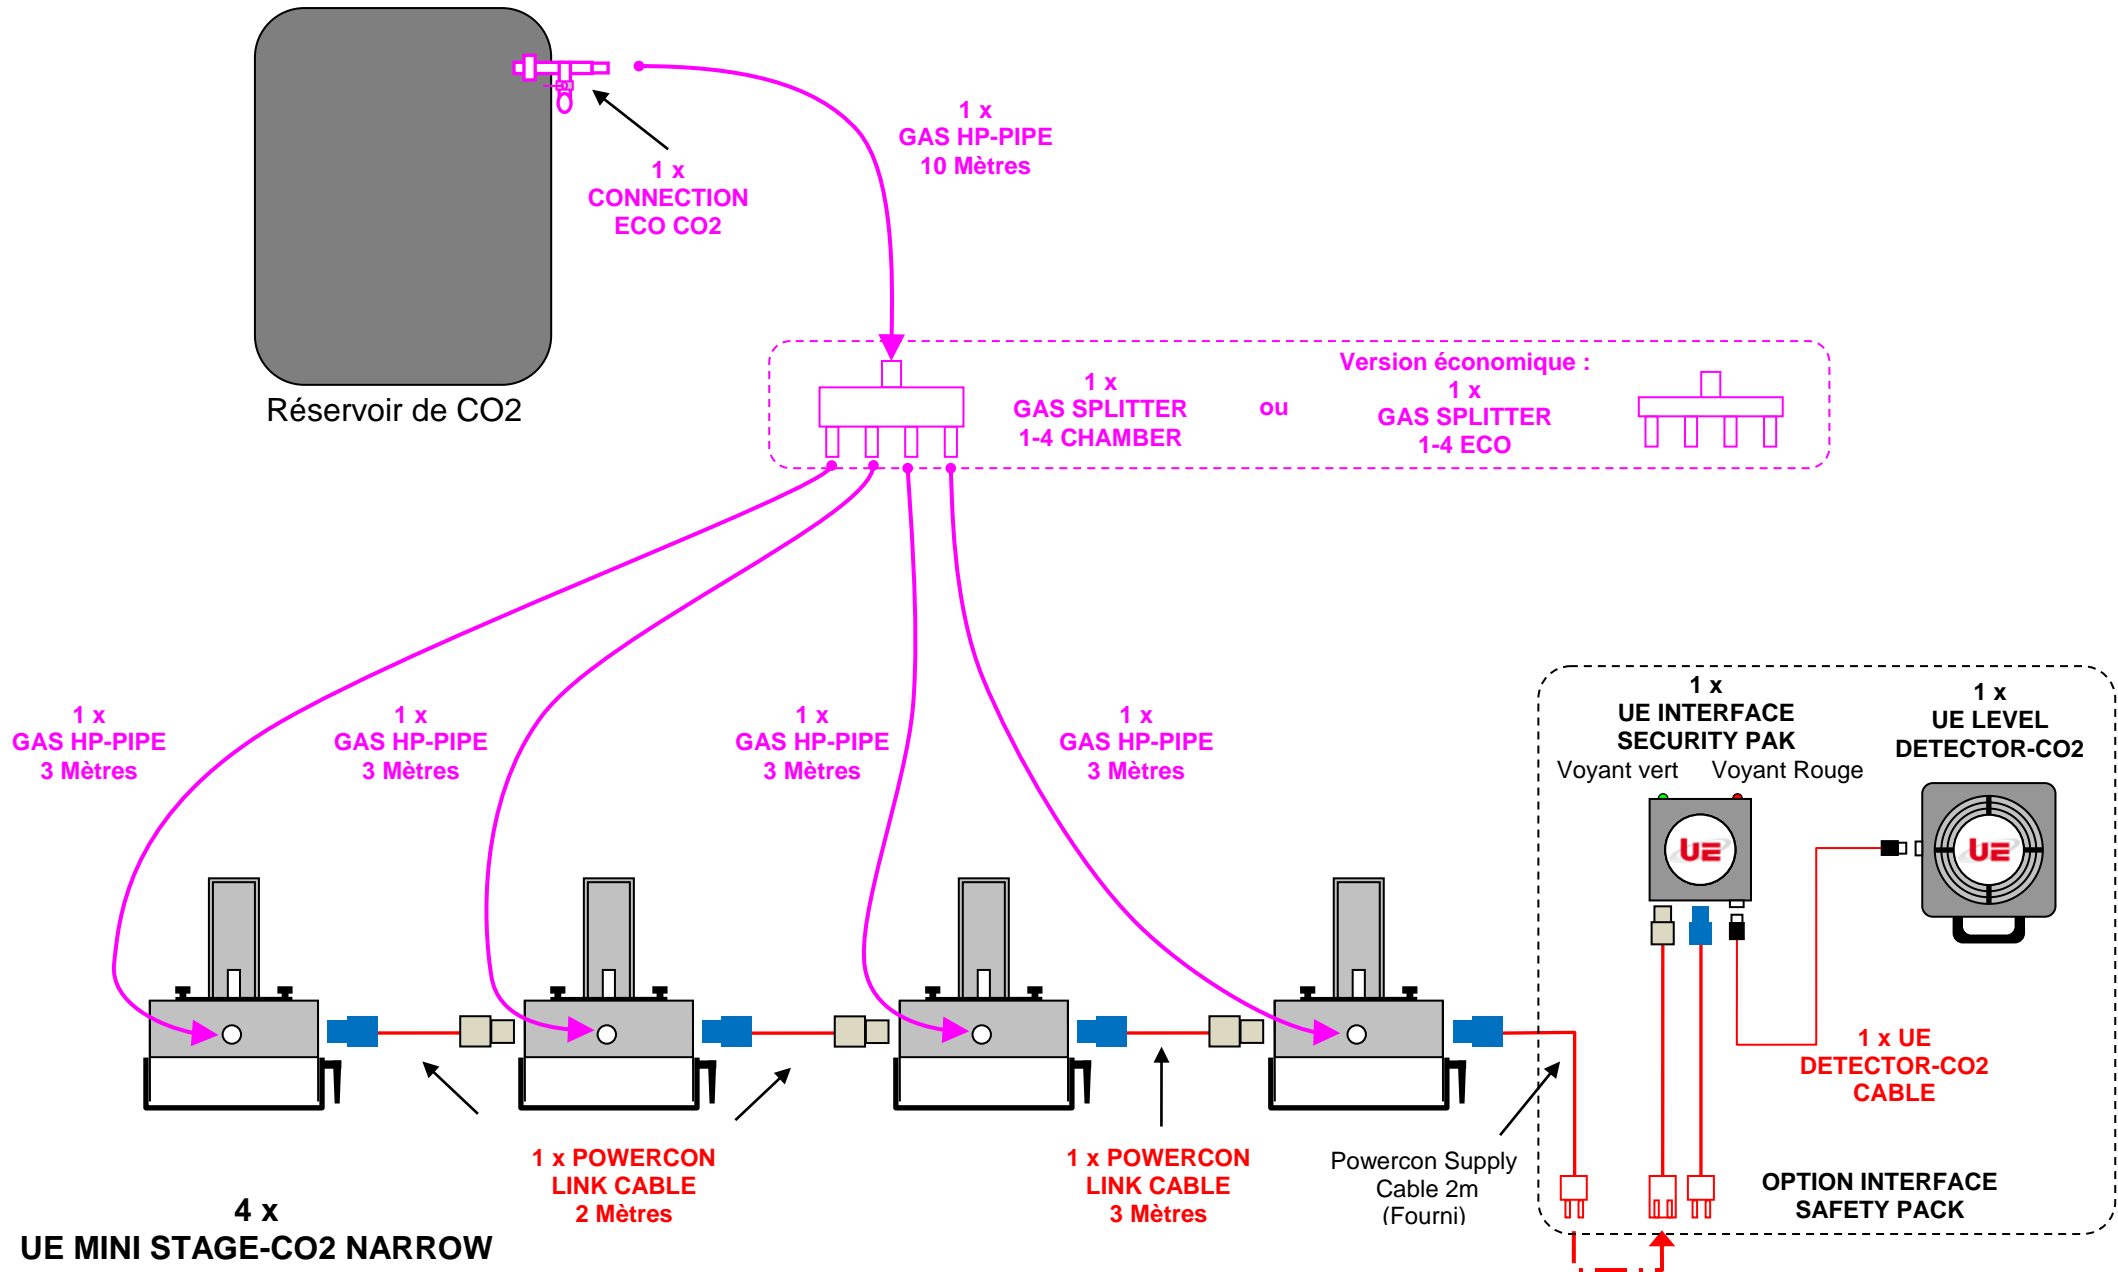 1 x
GAS HP-PIPE
10 Mètres
1 x
CONNECTION
ECO CO2
Réservoir de CO2
1 x
GAS SPLITTER
1-4 CHAMBER
ou
Version économique :
1 x
GAS SPLITTER
1-4 ECO
1 x
GAS HP-PIPE
3 Mètres
1 x
GAS HP-PIPE
3 Mètres
1 x
GAS HP-PIPE
3 Mètres
1 x
GAS HP-PIPE
3 Mètres
1 x
UE INTERFACE
SECURITY PAK
Voyant vert
Voyant Rouge
1 x
UE LEVEL
DETECTOR-CO2
UE
UE
1 x UE
DETECTOR-CO2
CABLE
1 x POWERCON
LINK CABLE
2 Mètres
1 x POWERCON
LINK CABLE
3 Mètres
Powercon Supply
Cable 2m
(Fourni)
OPTION INTERFACE
SAFETY PACK
4 x
UE MINI STAGE-CO2 NARROW